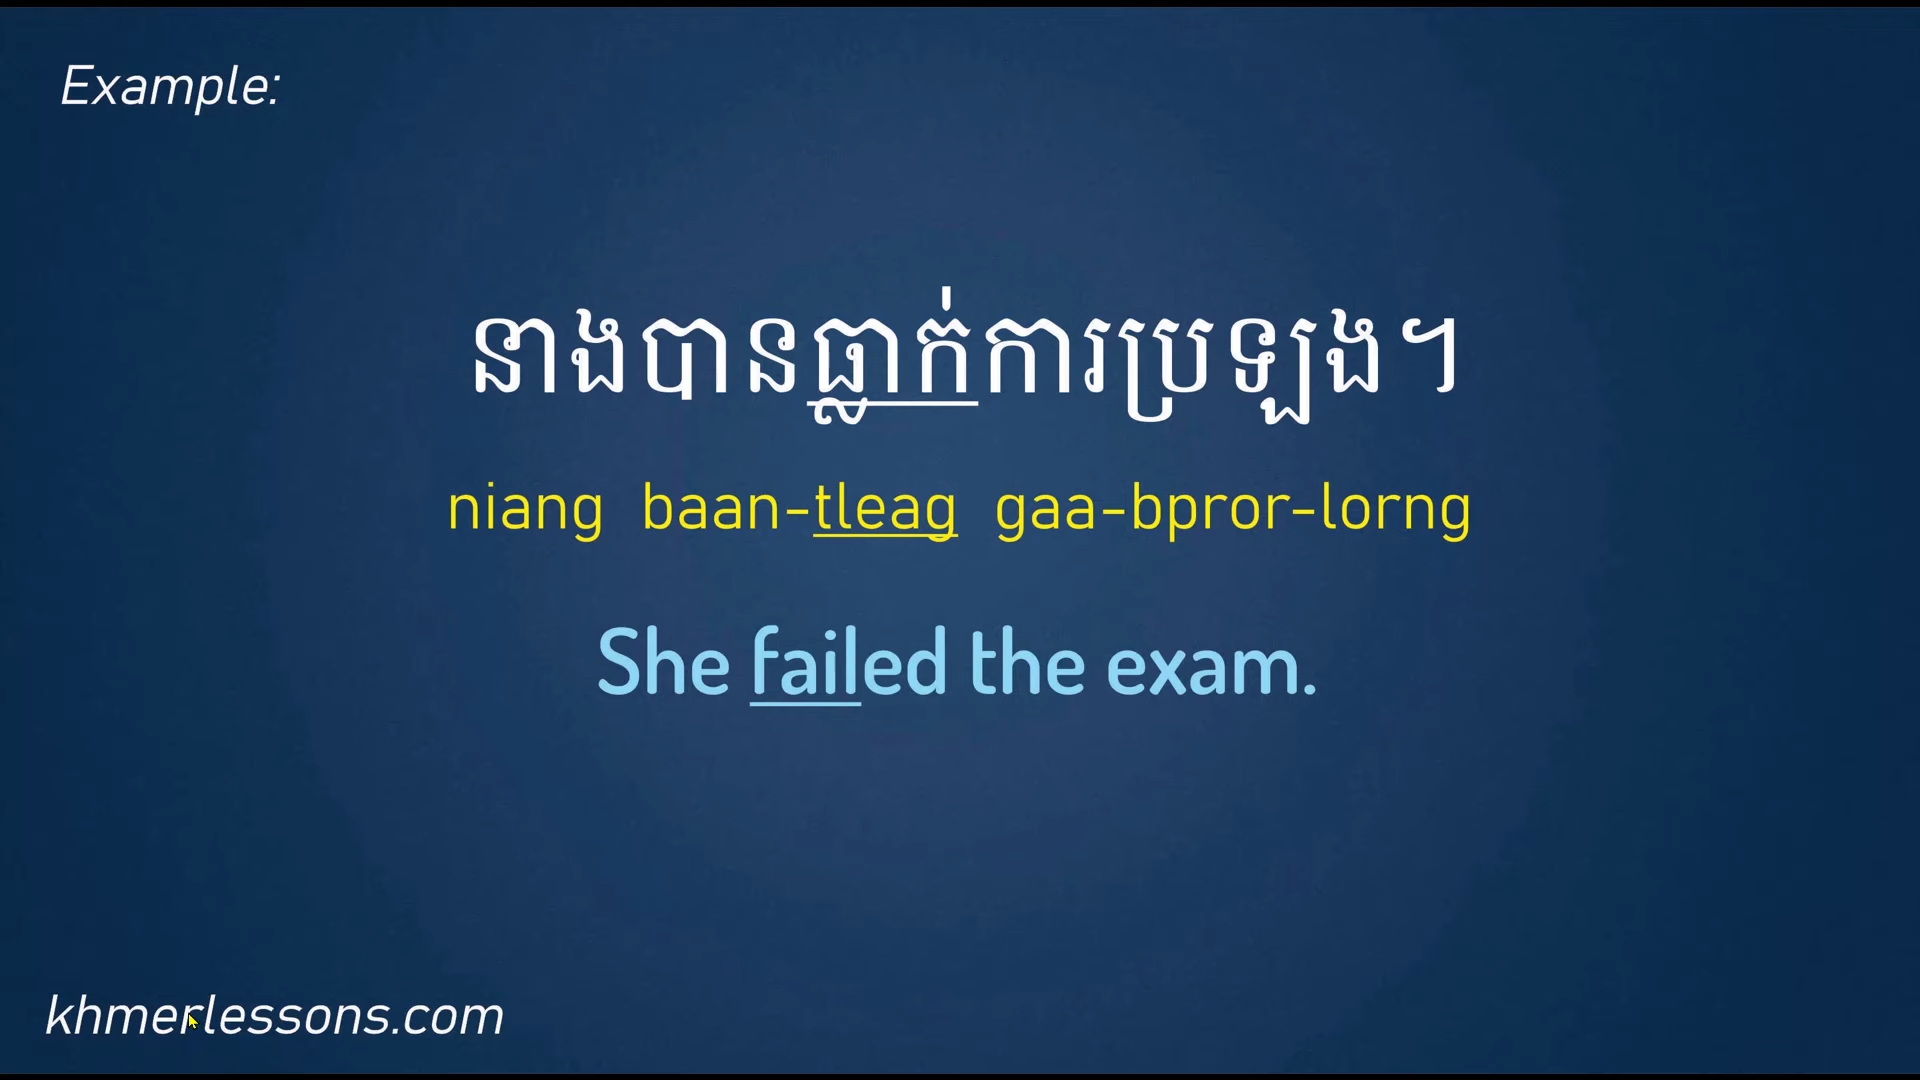 Example:
នាងបានធ្លាក់ការប្រឡង។
niang baan-tleag gaa-bpror-lorng
She failed the exam.
khmerlessons.com